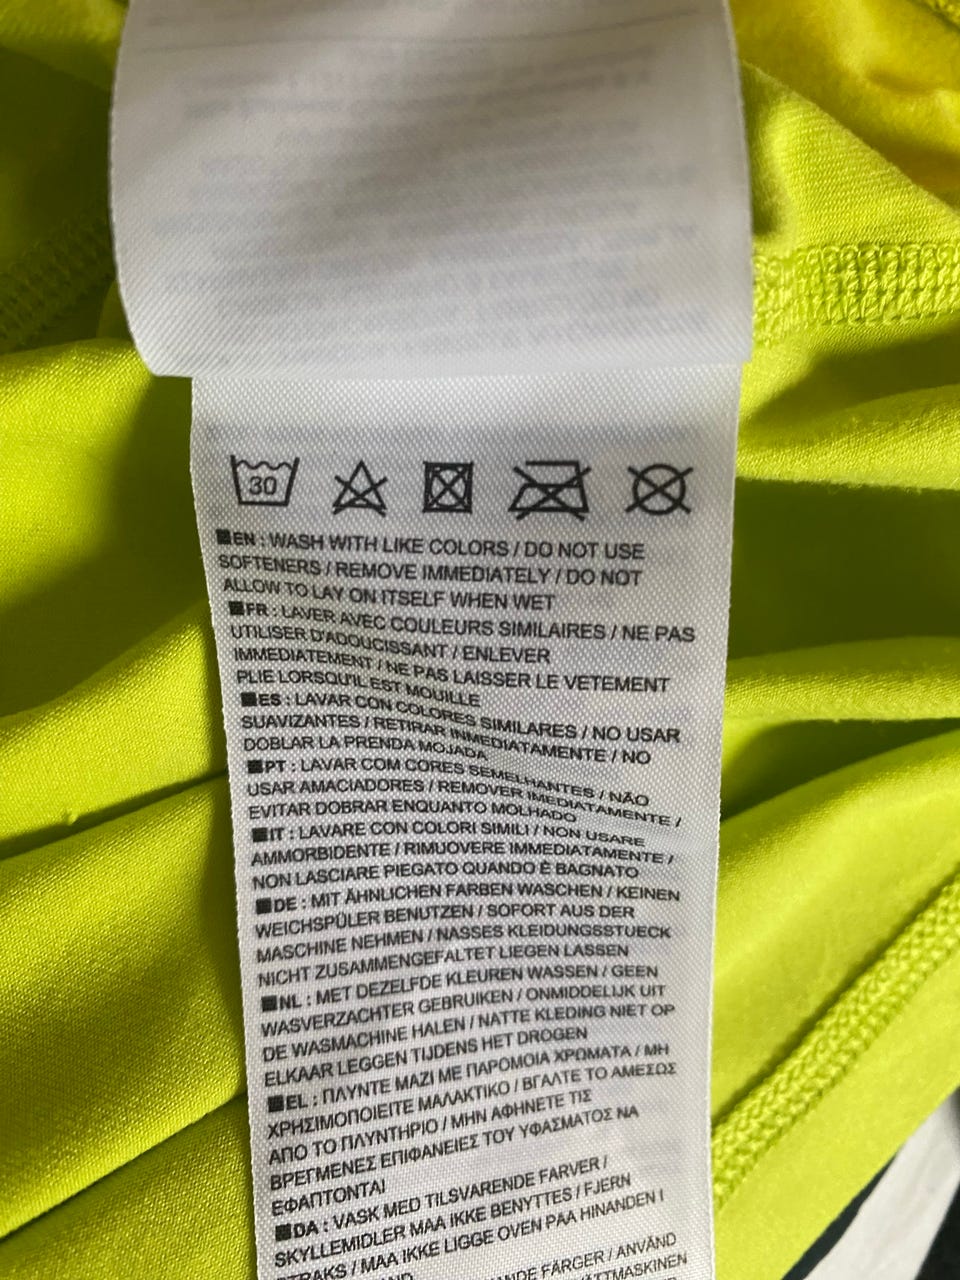 30
EN : WASH WITH LIKE COLORS / DO NOT USE
SOFTENERS / REMOVE IMMEDIATELY / DO NOT
ALLOW TO LAY ON ITSELF WHEN WET
FR : LAVER AVEC COULEURS SIMILAIRES / NE PAS
UTILISER D'ADOUCISSANT / ENLEVER
IMMEDIATEMENT / NE PAS LAISSER LE VETEMENT
PLIE LORSQU'IL EST MOUILLE
ES : LAVAR CON COLORES SIMILARES / NO USAR
SUAVIZANTES / RETIRAR INMEDIATAMENTE / NO
DOBLAR LA PRENDA MOJADA
PT : LAVAR COM CORES SEMELHANTES / NÃO
USAR AMACIADORES / REMOVER IMEDIATAMENTE /
EVITAR DOBRAR ENQUANTO MOLHADO
IT : LAVARE CON COLORI SIMILI / NON USARE
AMMORBIDENTE / RIMUOVERE IMMEDIATAMENTE /
NON LASCIARE PIEGATO QUANDO È BAGNATO
DE : MIT ÄHNLICHEN FARBEN WASCHEN / KEINEN
WEICHSPÜLER BENUTZEN / SOFORT AUS DER
MASCHINE NEHMEN / NASSES KLEIDUNGSSTUECK
NICHT ZUSAMMENGEFALTET LIEGEN LASSEN
NL : MET DEZELFDE KLEUREN WASSEN / GEEN
WASVERZACHTER GEBRUIKEN / ONMIDDELIJK UIT
DE WASMACHINE HALEN / NATTE KLEDING NIET OP
ELKAAR LEGGEN TIJDENS HET DROGEN
EL : ΠΛΥΝΤΕ ΜΑΖΙ ΜΕ ΠΑΡΟΜΟΙΑ ΧΡΩΜΑΤΑ / ΜΗ
ΧΡΗΣΙΜΟΠΟΙΕΙΤΕ ΜΑΛΑΚΤΙΚΟ / ΒΓΑΛΤΕ ΤΟ ΑΜΕΣΩΣ
ΑΠΟ ΤΟ ΠΛΥΝΤΗΡΙΟ / ΜΗΝ ΑΦΗΝΕΤΕ ΤΙΣ
ΒΡΕΓΜΕΝΕΣ ΕΠΙΦΑΝΕΙΕΣ ΤΟΥ ΥΦΑΣΜΑΤΟΣ ΝΑ
ΕΦΑΠΤΟΝΤΑΙ
DA : VASK MED TILSVARENDE FARVER /
SKYLLEMIDLER MAA IKKE BENYTTES / FJERN
STRAKS / MAA IKKE LIGGE OVEN PAA HINANDEN I
FÄRGER / ANVÄND